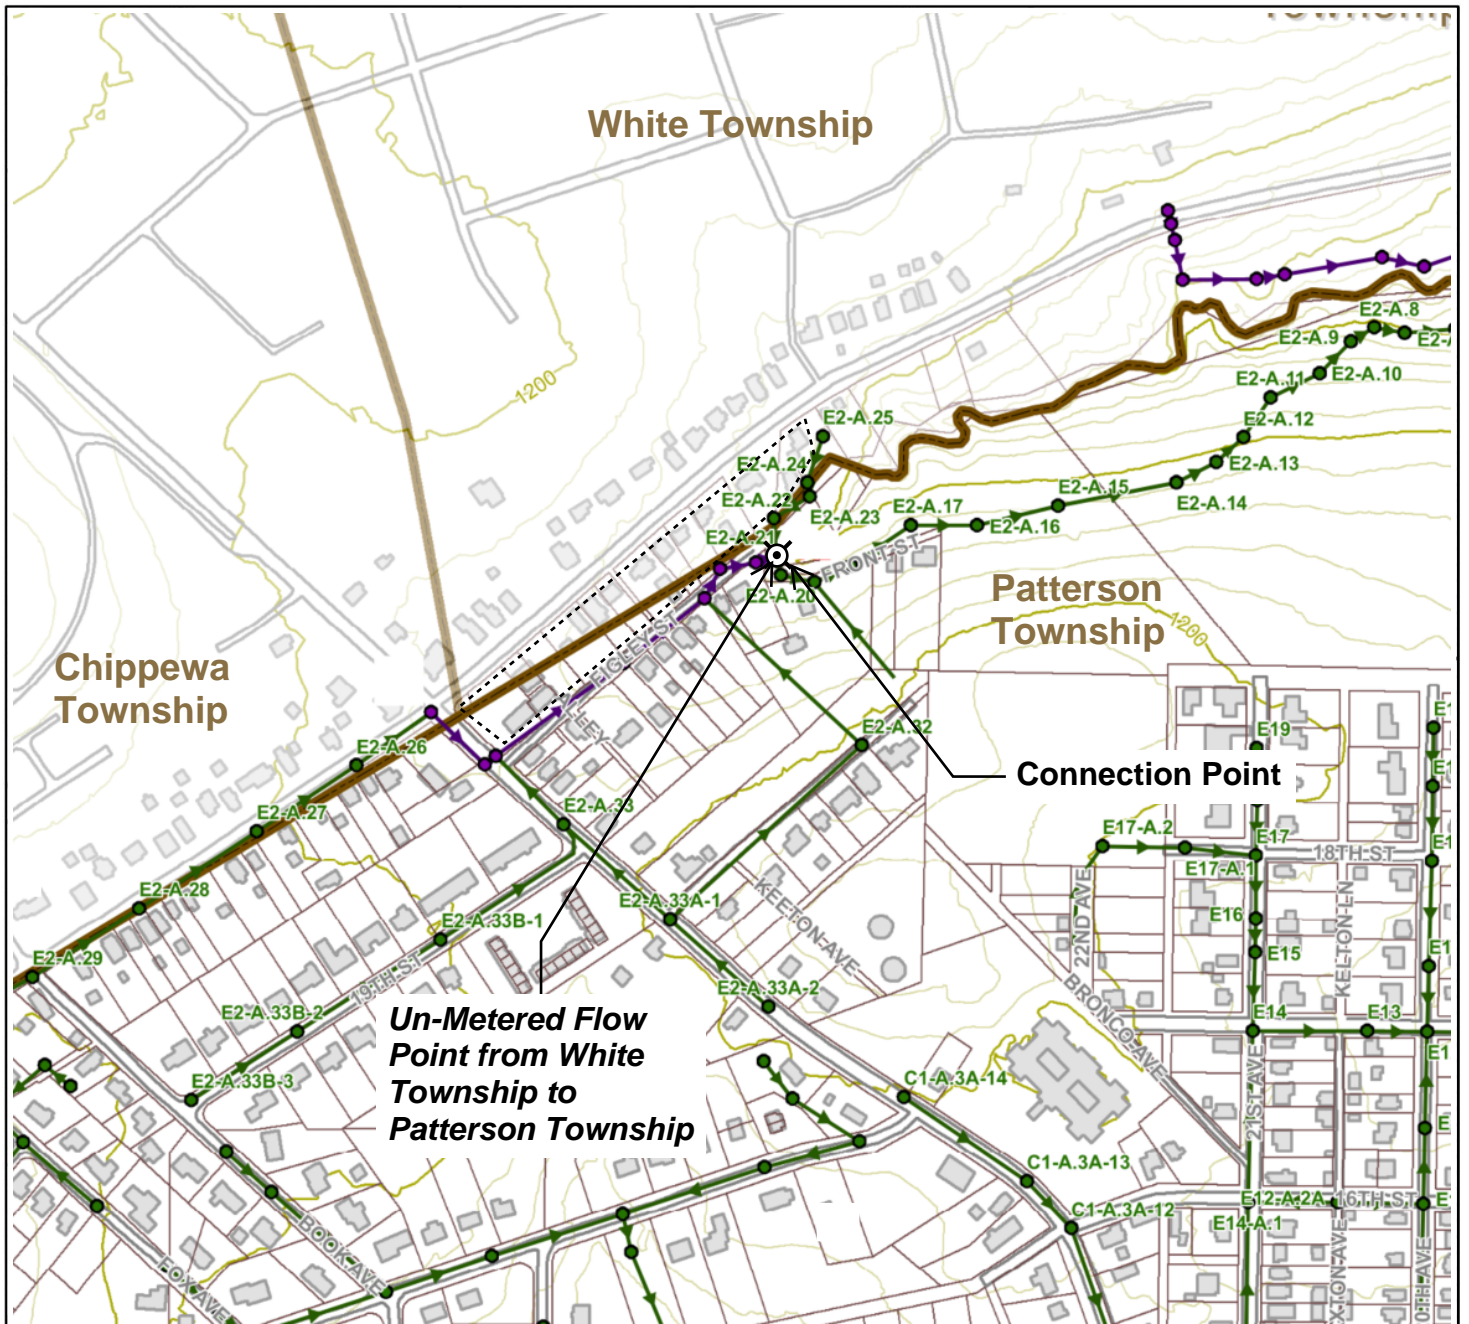 White Township
1200
E2-A.8
E2-A.9
E2-A.10
E2-A.11
E2-A.12
E2-A.25
E2-A.24
E2-A.13
E2-A.15
E2-A.14
E2-A.22
E2-A.23
E2-A.17
E2-A.16
E2-A.21
FRONT ST
E2-A.20
Patterson
Township
1200
FIGLEY ST
Chippewa
Township
E2-A.32
E2-A.26
E19
Connection Point
E2-A.27
E2-A.33
E17-A.2
E17
18TH ST
E17-A.1
E2-A.28
E2-A.33A-1
KEETON AVE
E2-A.33B-1
22ND AVE
E16
KELTON LN
E15
E2-A.29
19TH ST
E2-A.33A-2
BRONCO AVE
E2-A.33B-2
E14
E13
Un-Metered Flow
Point from White
Township to
Patterson Township
E2-A.33B-3
C1-A.3A-14
21ST AVE
C1-A.3A-13
E12-A.2A
16TH ST
C1-A.3A-12
E14-A.1
BOOK AVE
FOX AVE